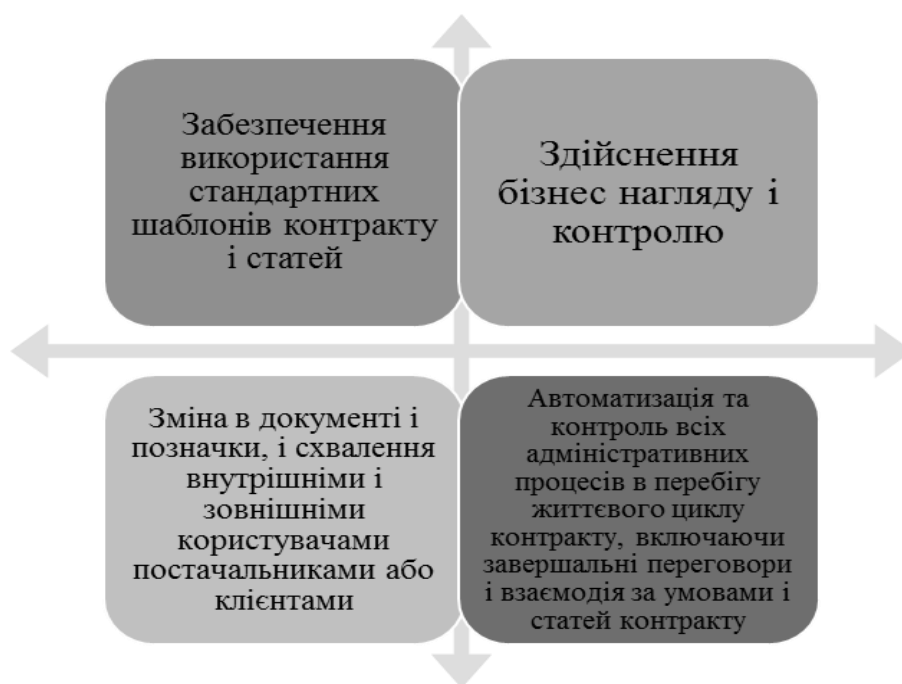 Забезпечення
використання
стандартних
шаблонів контракту
і статей
Здійснення
бізнес нагляду і
контролю
Зміна в документі і
позначки, і схвалення
внутрішніми і
зовнішніми
користувачами
постачальниками або
клієнтами
Автоматизація та
контроль всіх
адміністративних
процесів в перебігу
життєвого циклу
контракту, включаючи
завершальні переговори
і взаємодія за умовами і
статей контракту